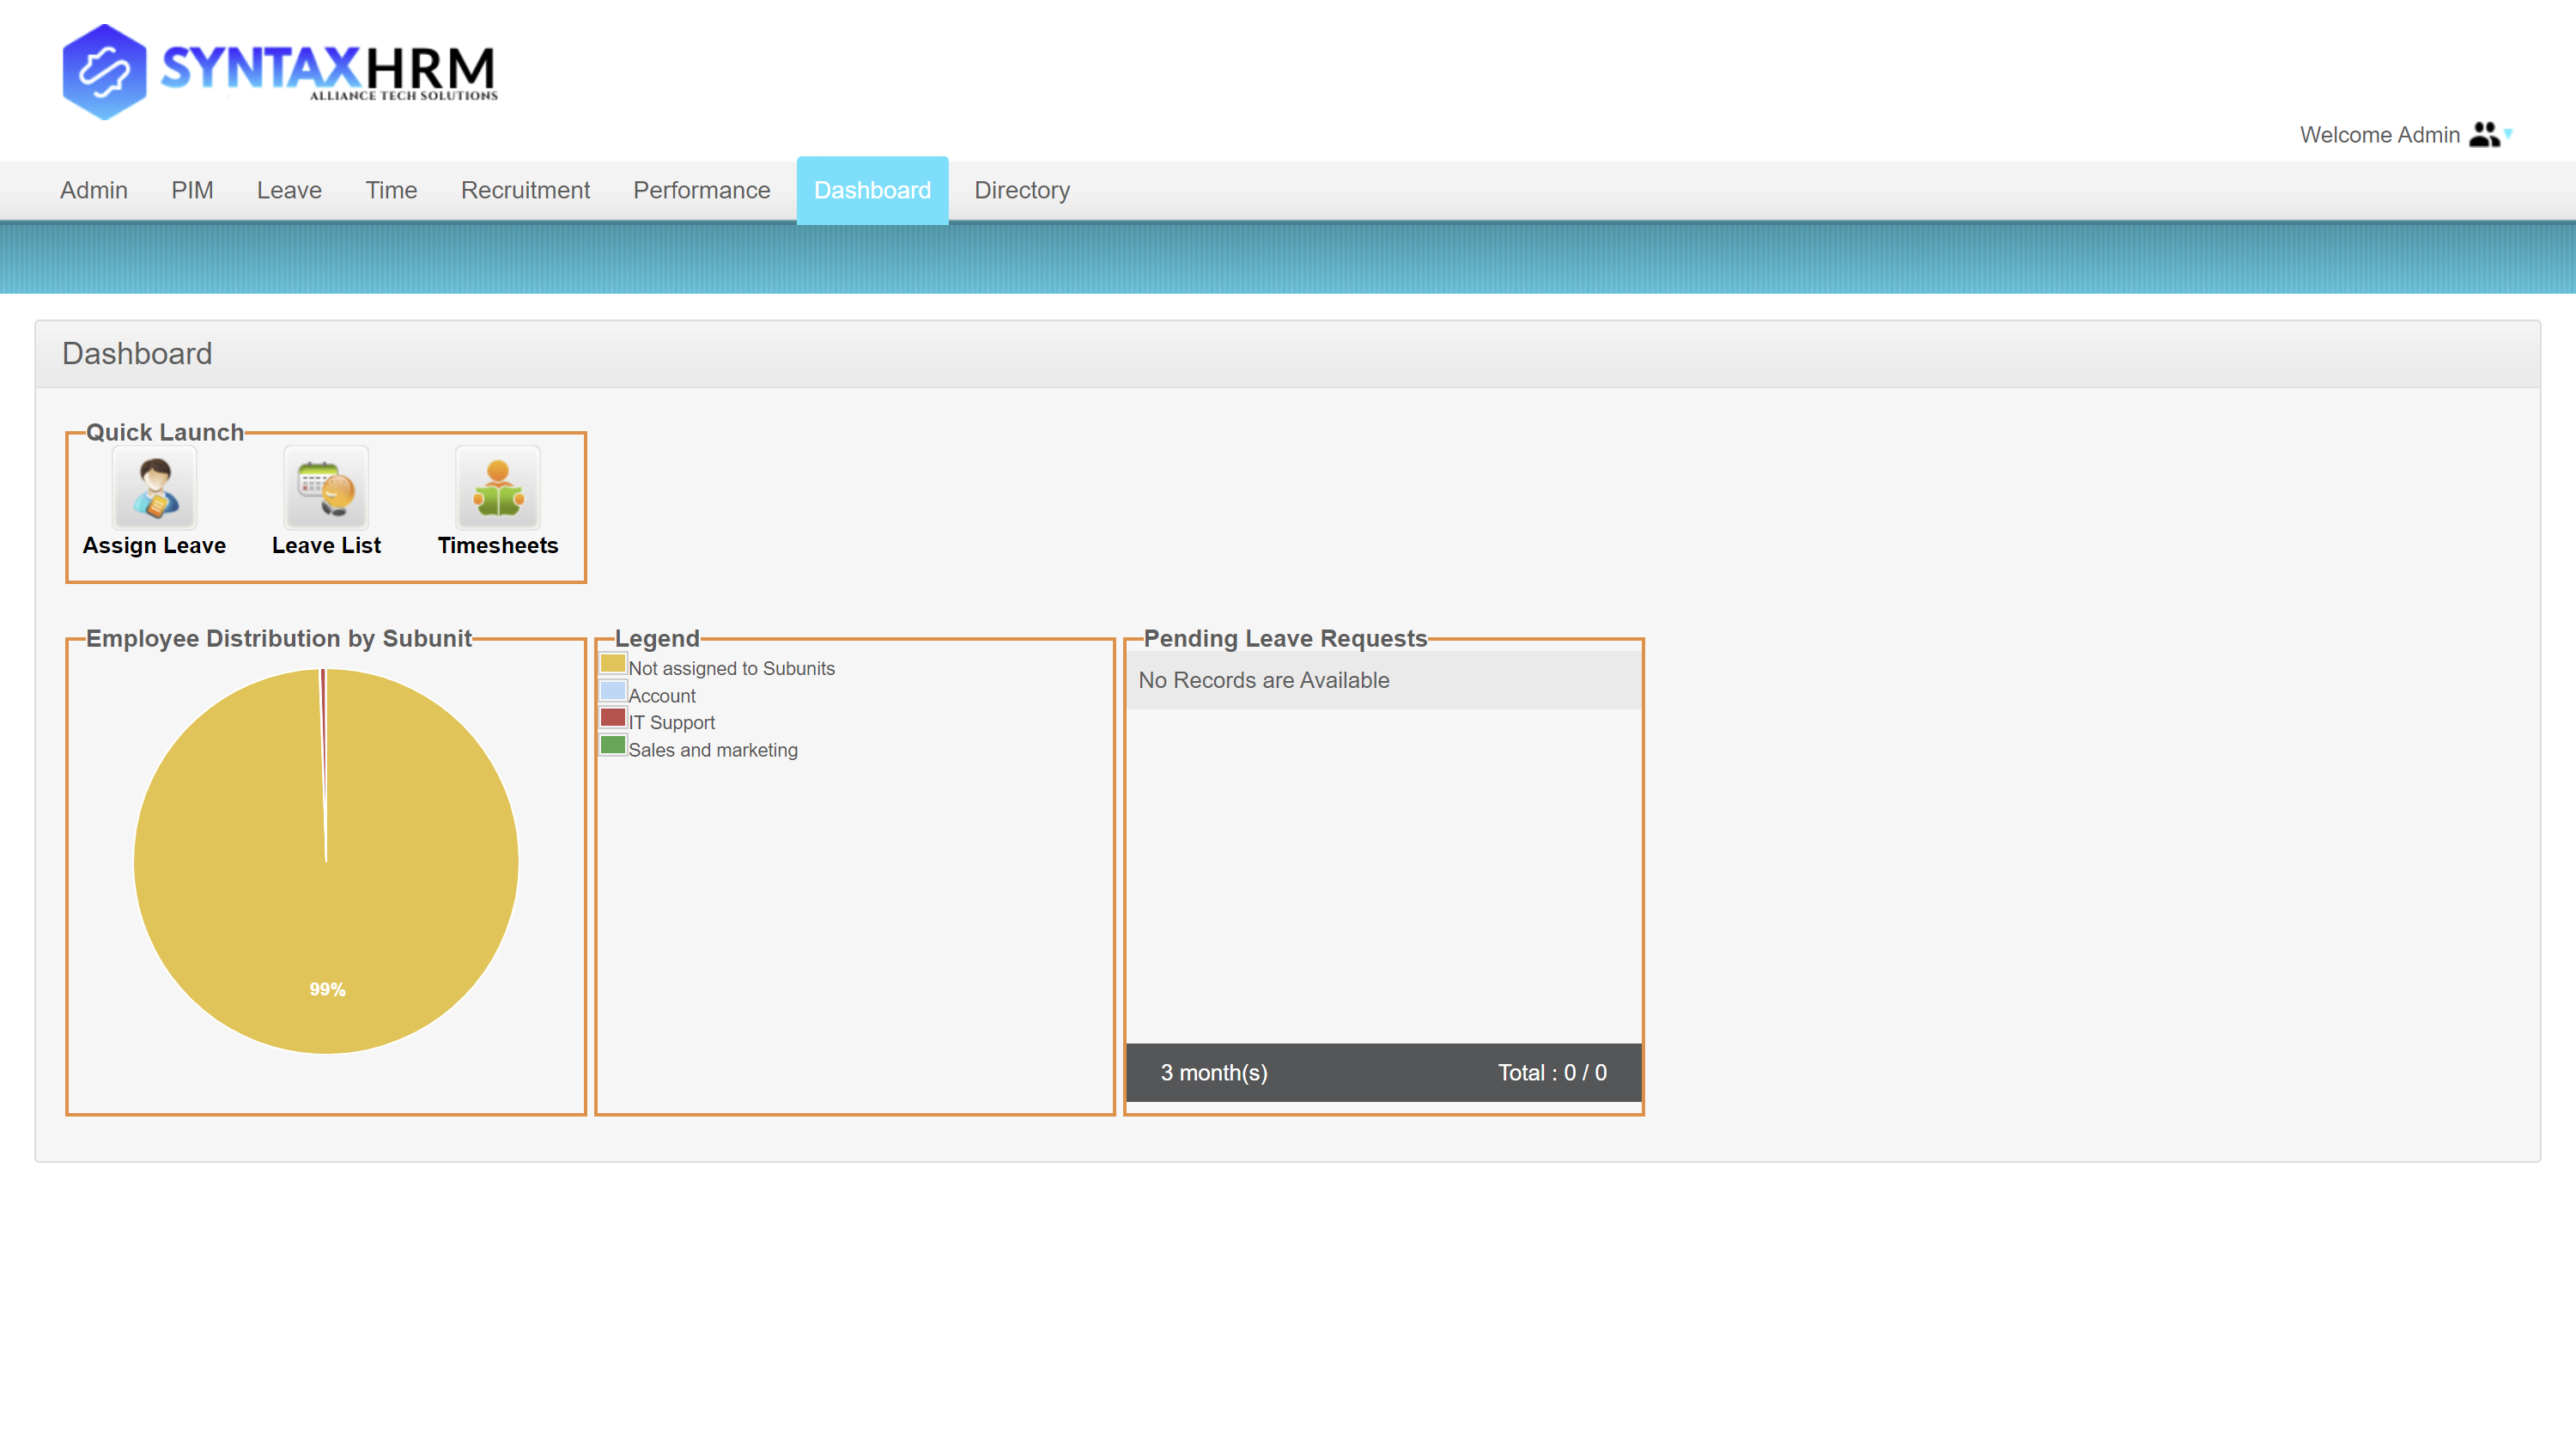 SYNTAXHRM
ALLIANCE TECH SOLUTIONS
Welcome Admin
Admin PIM Leave Time Recruitment Performance Dashboard Directory
Dashboard
Quick Launch
Assign Leave Leave List Timesheets
Employee Distribution by Subunit
99%
Legend
Not assigned to Subunits
Account
IT Support
Sales and marketing
Pending Leave Requests
No Records are Available
3 month(s) Total : 0 / 0